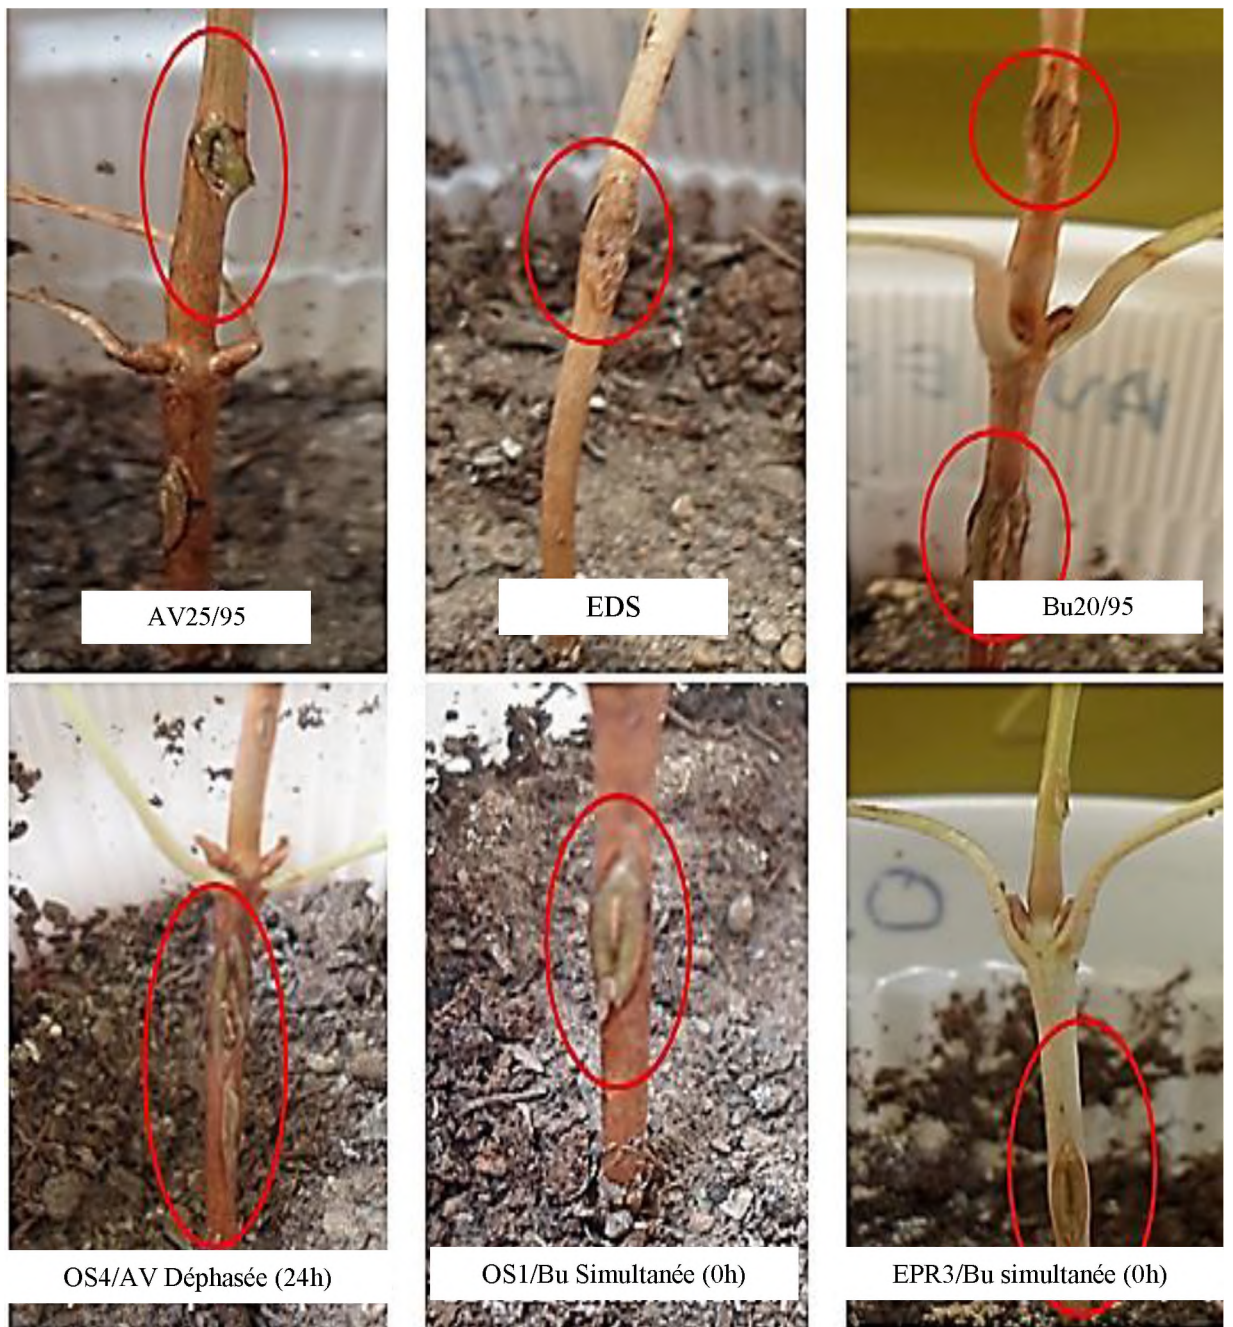 AV25/95
EDS
Bu20/95
OS4/AV Déphasée (24h)
OS1/Bu Simultanée (0h)
EPR3/Bu simultanée (0h)